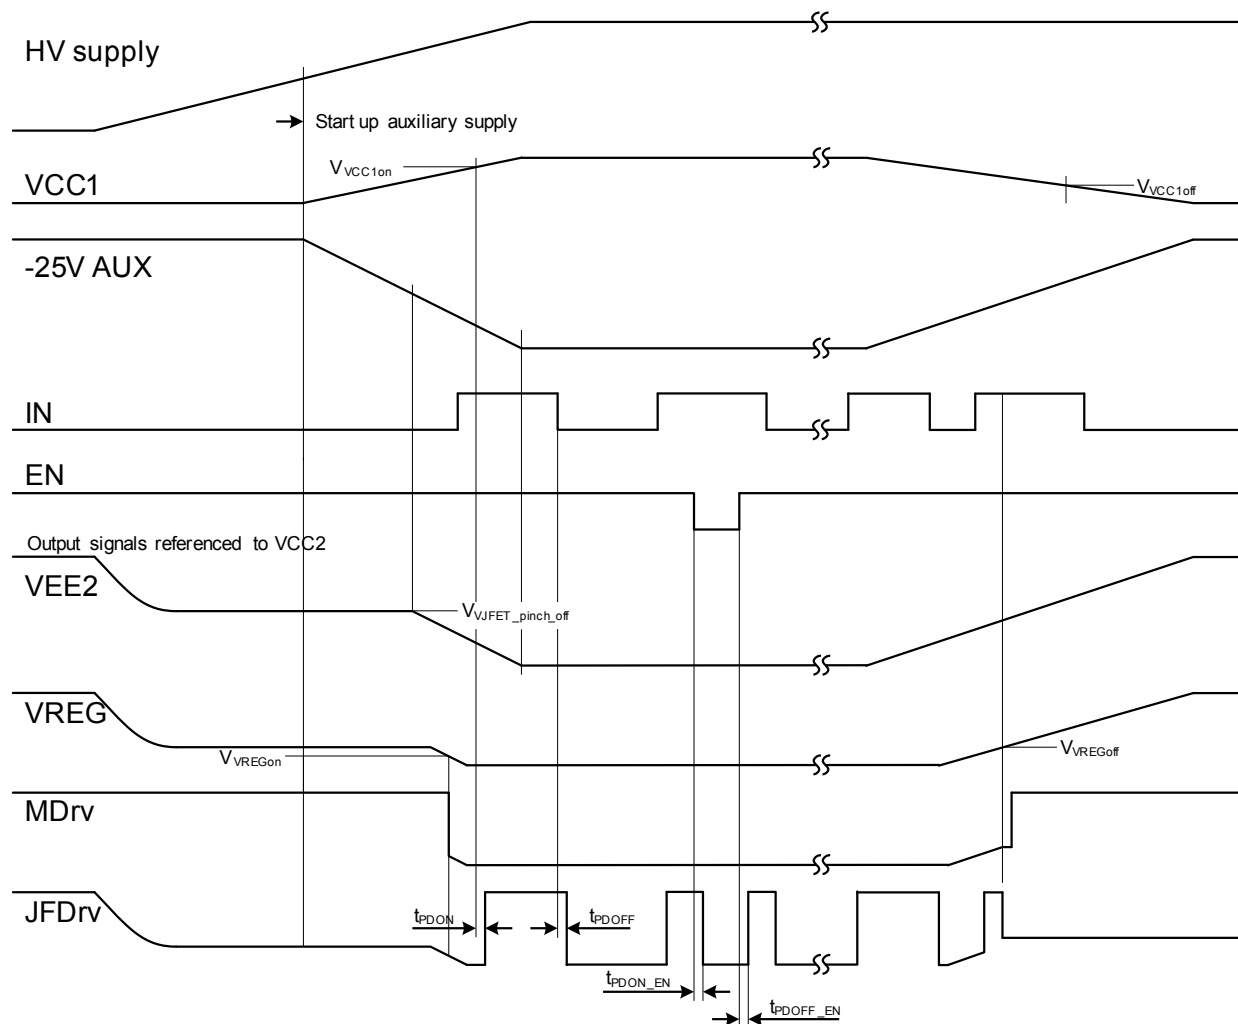 HV supply
Start up auxiliary supply
VVCC1on
VCC1
VVCC1off
-25V AUX
IN
EN
Output signals referenced to VCC2
VEE2
VVJFET_pinch_off
VREG
VVREGon
VVREGoff
MDrv
JFDrv
tPDON
tPDOFF
tPDON_EN
tPDOFF_EN